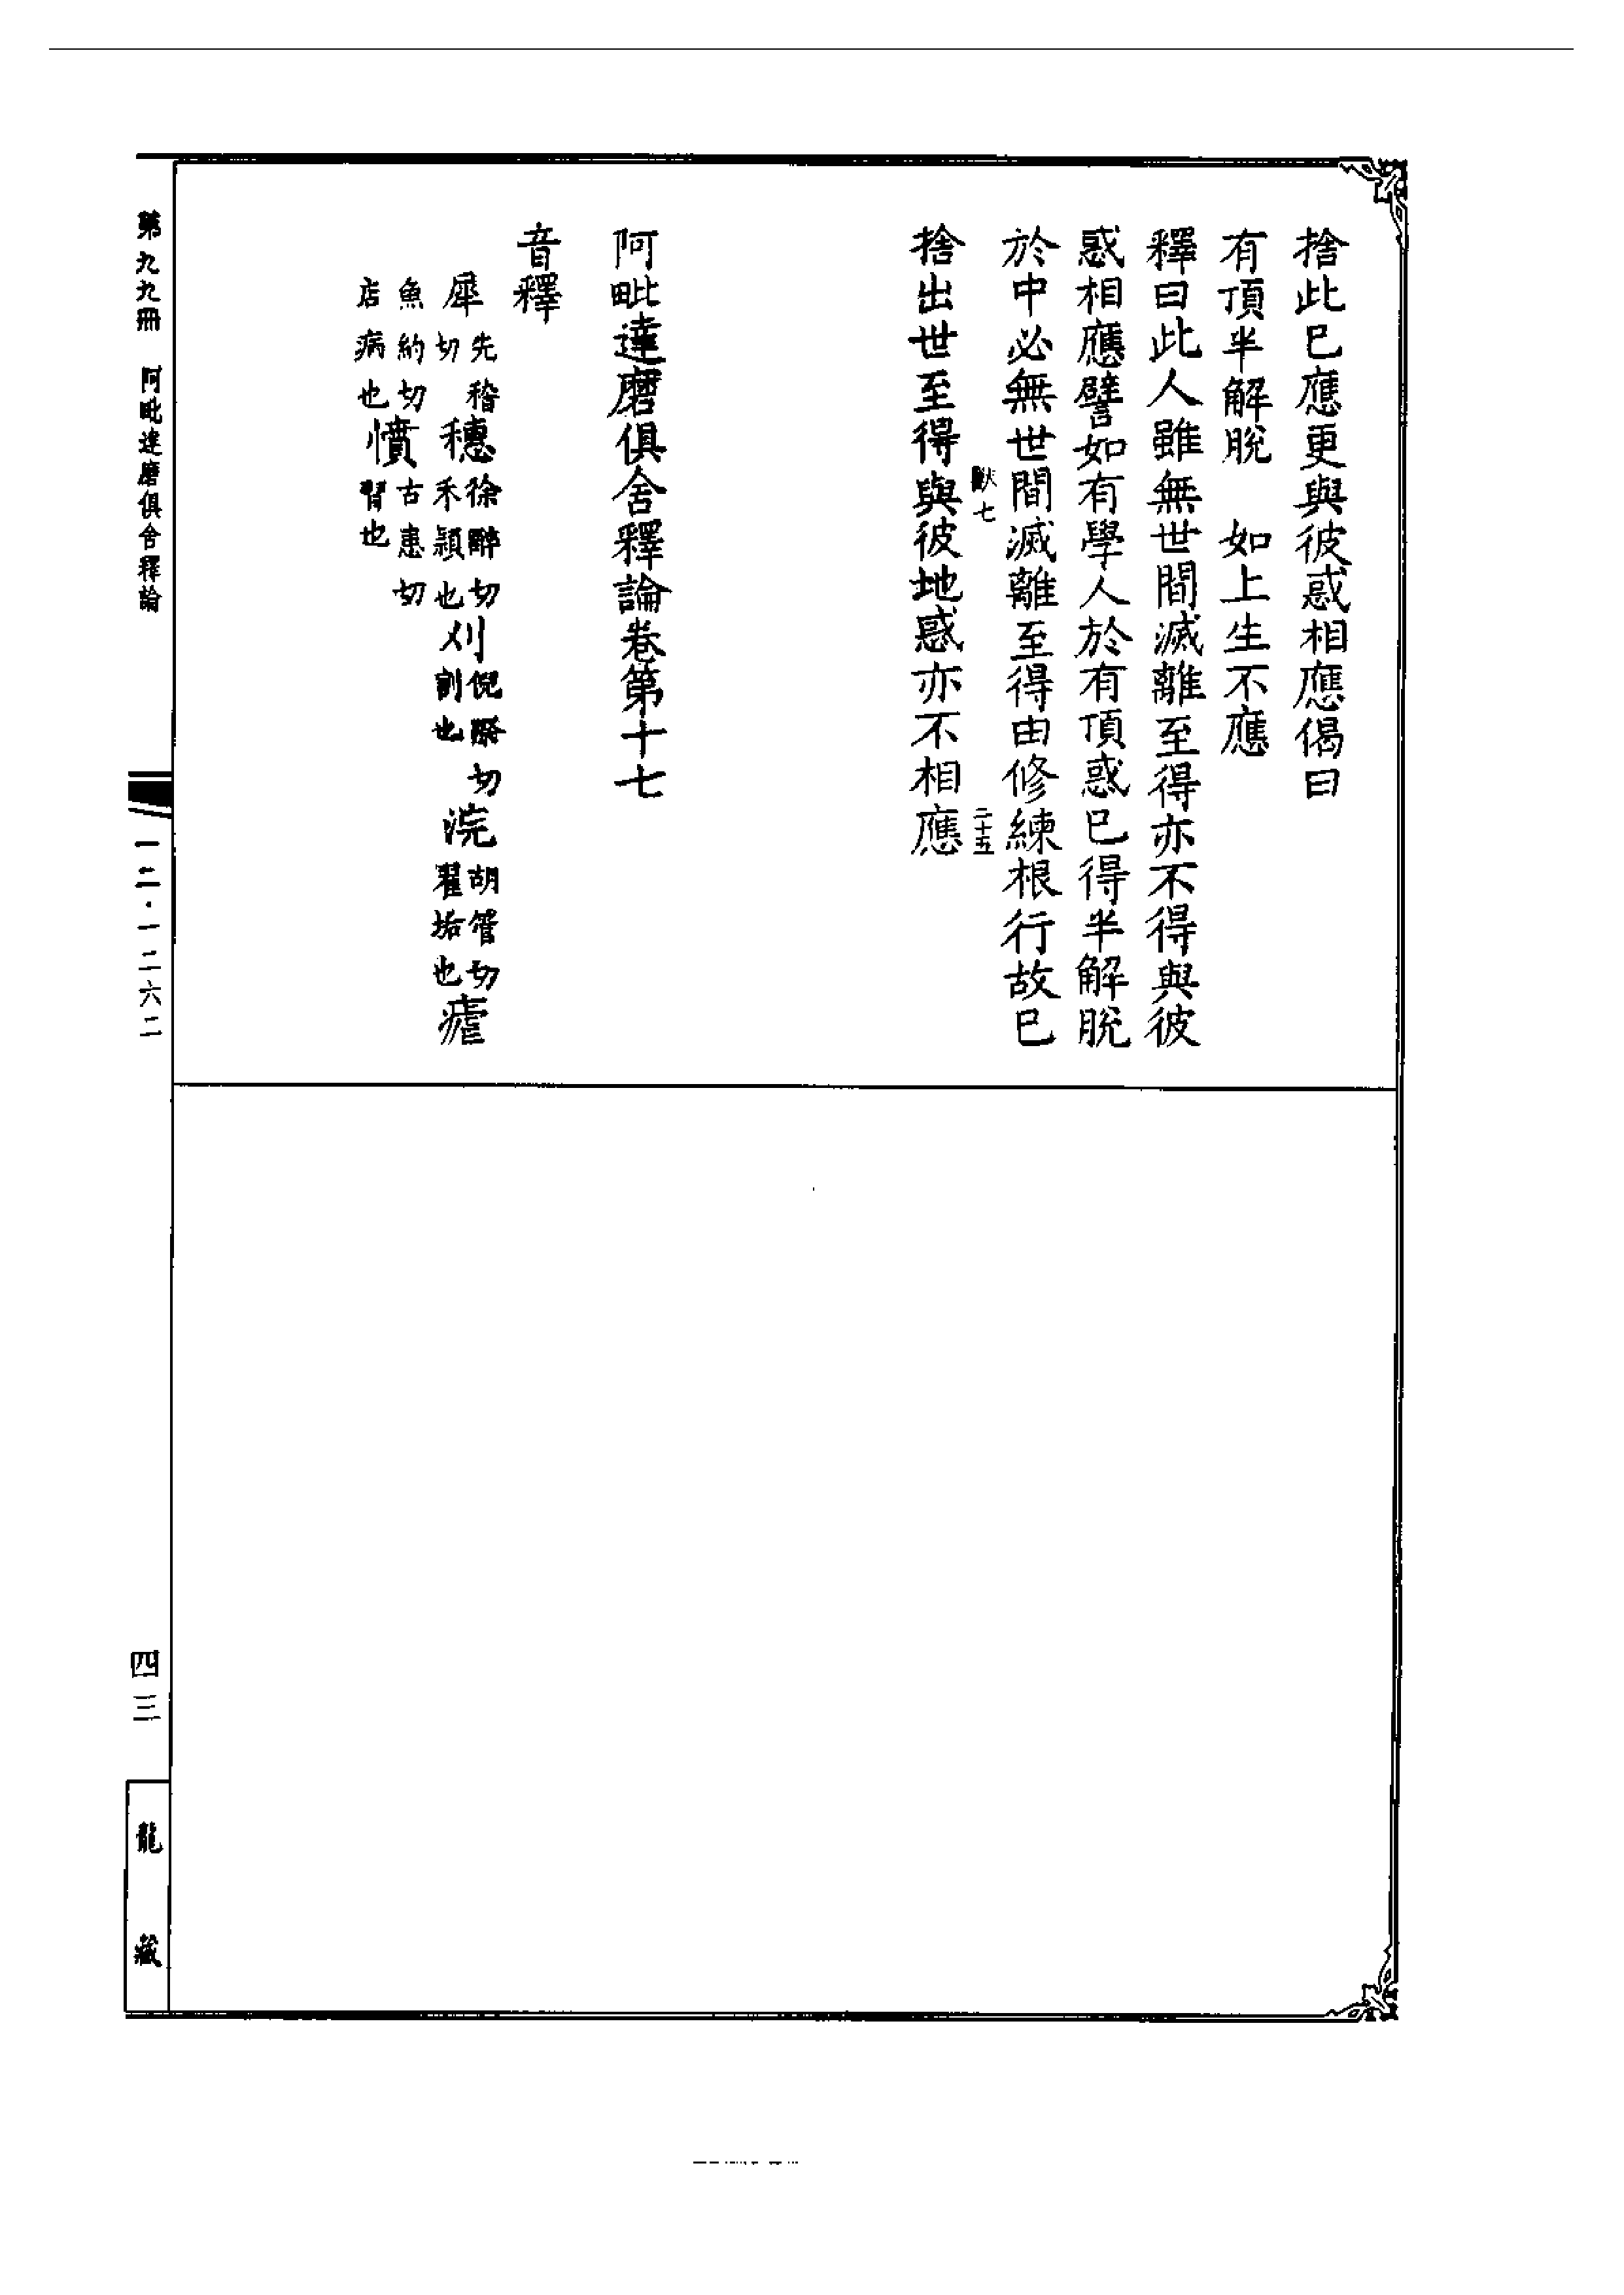 捨此已應更與彼惑相應偈曰
有頂半解脫　如上生不應
釋曰此人雖無世間滅離至得亦不得與彼
惑相應譬如有學人於有頂惑已得半解脫
於中必無世間滅離至得由修練根行故已
獸七　二十五
捨出世至得與彼地惑亦不相應
阿毗達磨俱舍釋論卷第十七
音釋
犀先稽切 穗徐醉切禾穎也 刈倪祭切割也 浣胡管切濯垢也 瘧
魚約切店病也 慣古患切習也
第九九冊　阿毗達磨俱舍釋論
一二·一二六二
四三
龍藏